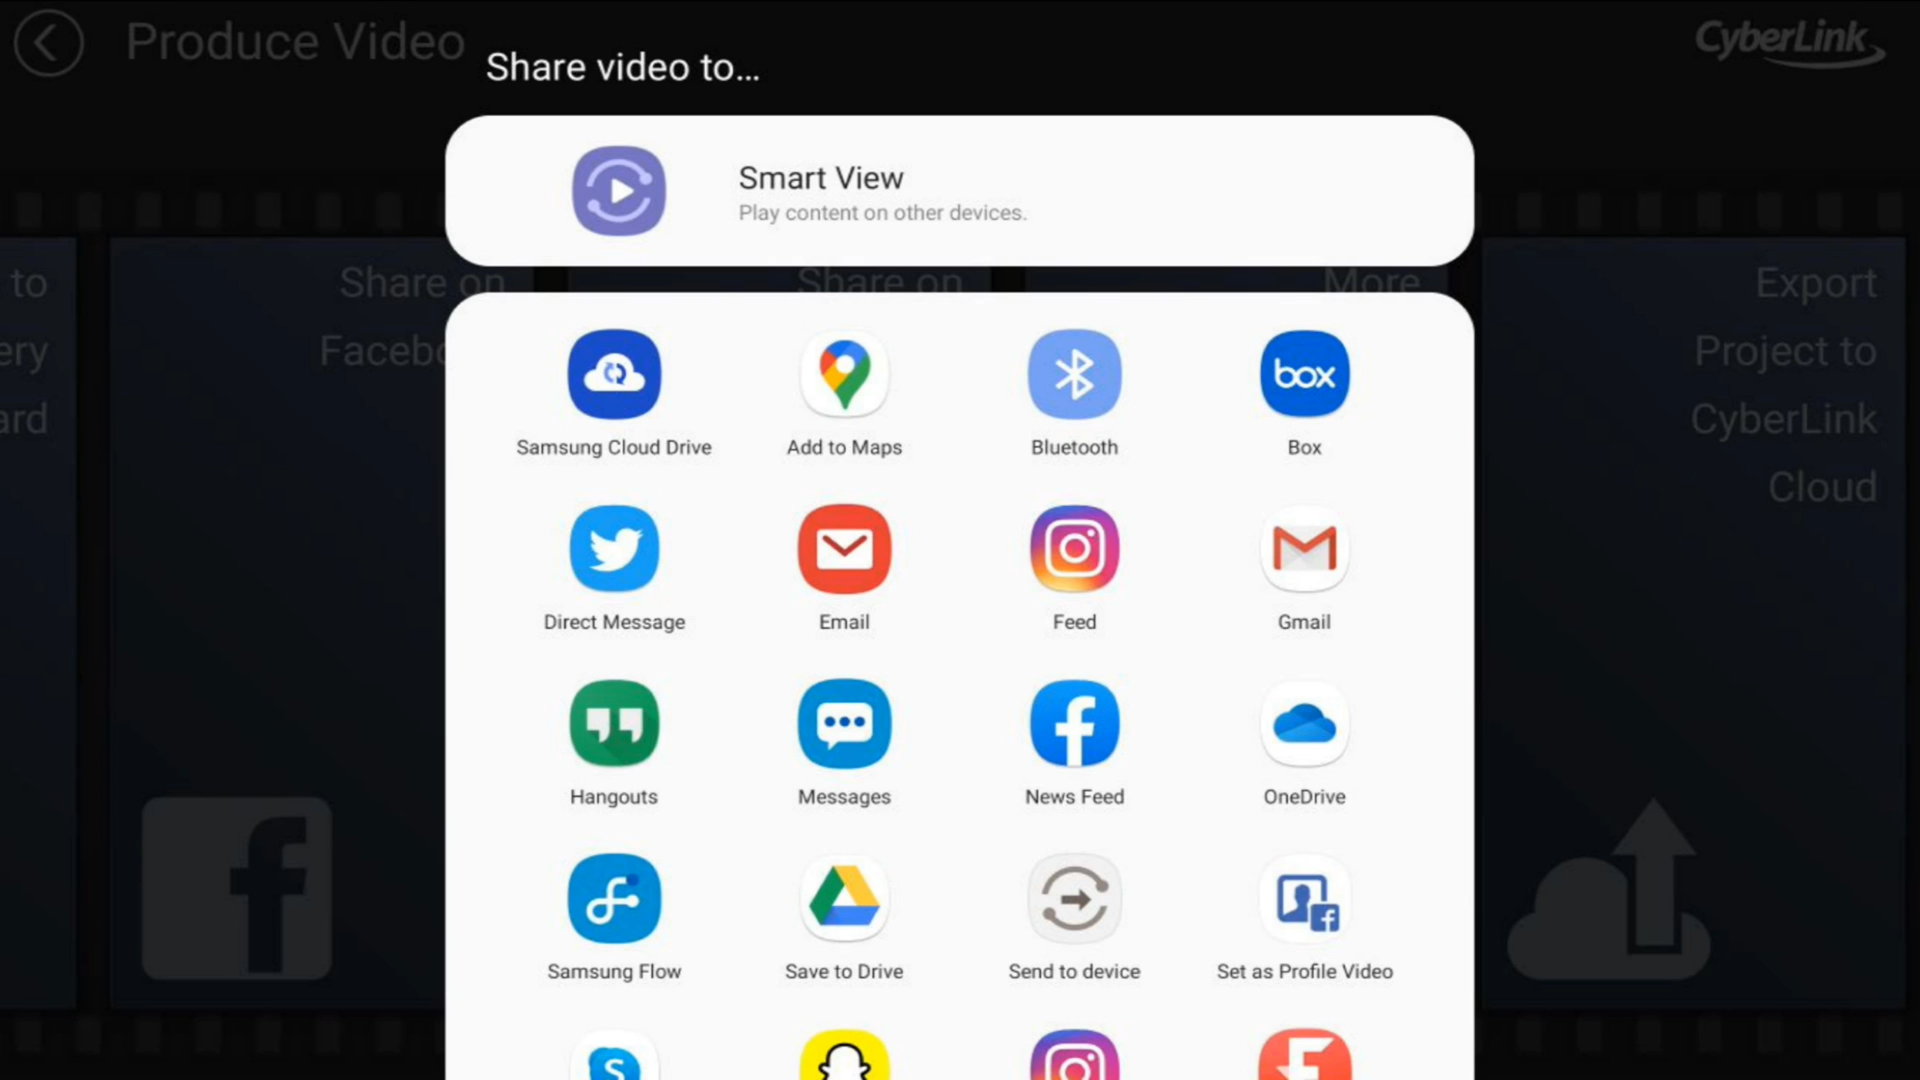 Produce Video
CyberLink
Share video to...
Smart View
Play content on other devices.
to
ery
ard
Share on
Facebo
Share on
More
Export
Project to
CyberLink
Cloud
Samsung Cloud Drive
Add to Maps
box
Bluetooth
Box
Direct Message
Email
Feed
Gmail
Hangouts
Messages
News Feed
OneDrive
Samsung Flow
Save to Drive
Send to device
Set as Profile Video